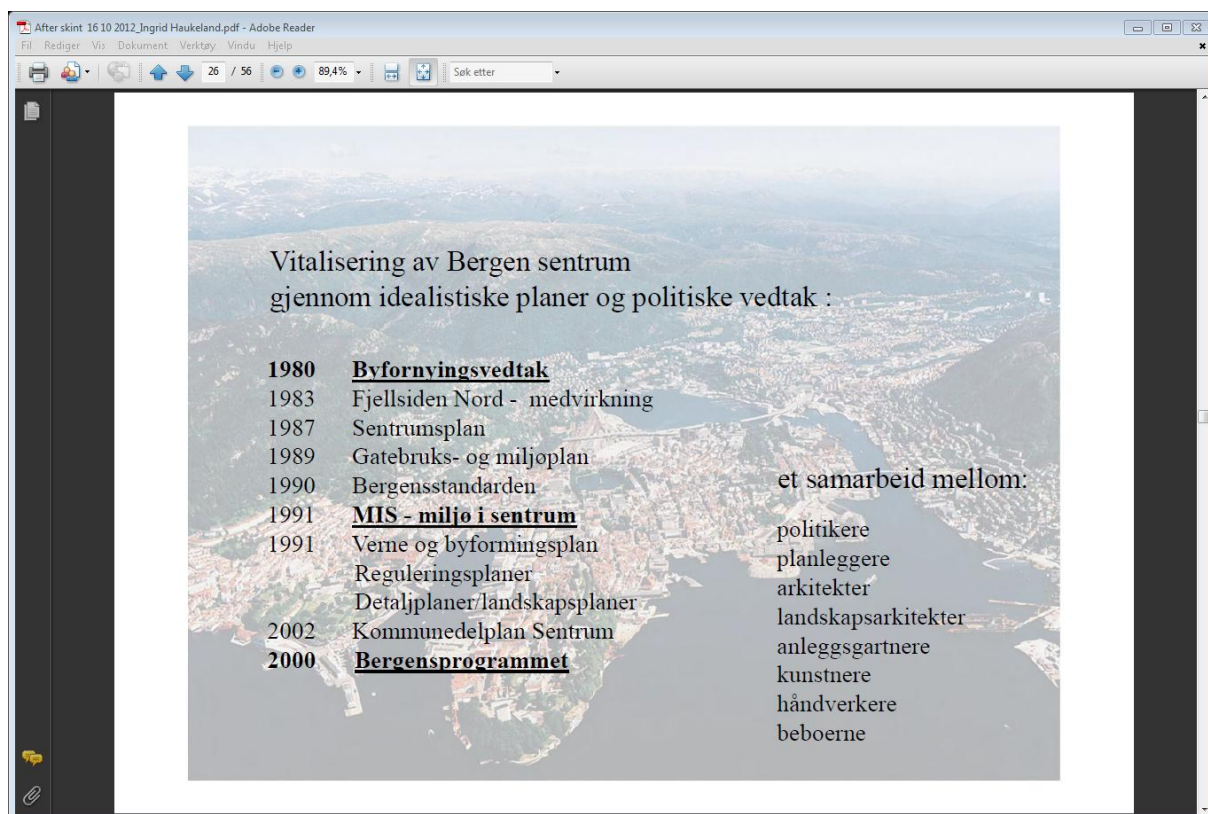 After skint 16 10 2012_Ingrid Haukeland.pdf - Adobe Reader
Fil Rediger Vis Dokument Verktøy Vindu Hjelp
26 / 56 89,4% Søk etter
Vitalisering av Bergen sentrum
gjennom idealistiske planer og politiske vedtak :
1980 Byfornyingsvedtak
1983 Fjellsiden Nord - medvirkning
1987 Sentrumsplan
1989 Gatebruks- og miljøplan
1990 Bergensstandarden
1991 MIS - miljø i sentrum
1991 Verne og byformingsplan
Reguleringsplaner
Detaljplaner/landskapsplaner
2002 Kommunedelplan Sentrum
2000 Bergensprogrammet
et samarbeid mellom:
politikere
planleggere
arkitekter
landskapsarkitekter
anleggsgartnere
kunstnere
håndverkere
beboerne